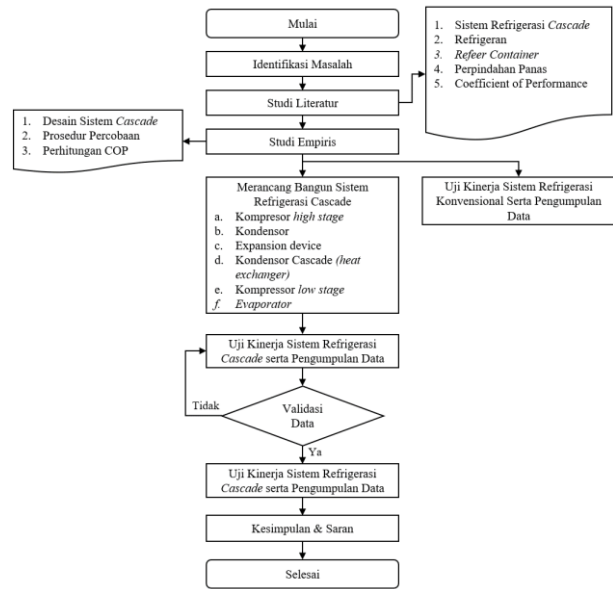 Mulai
Identifikasi Masalah
Studi Literatur
1. Sistem Refrigerasi Cascade
2. Refrigeran
3. Refeer Container
4. Perpindahan Panas
5. Coefficient of Performance
Studi Empiris
1. Desain Sistem Cascade
2. Prosedur Percobaan
3. Perhitungan COP
Merancang Bangun Sistem
Refrigerasi Cascade
a. Kompresor high stage
b. Kondensor
c. Expansion device
d. Kondensor Cascade (heat
exchanger)
e. Kompressor low stage
f. Evaporator
Uji Kinerja Sistem Refrigerasi
Konvensional Serta Pengumpulan
Data
Uji Kinerja Sistem Refrigerasi
Cascade serta Pengumpulan Data
Tidak
Validasi
Data
Ya
Uji Kinerja Sistem Refrigerasi
Cascade serta Pengumpulan Data
Kesimpulan & Saran
Selesai